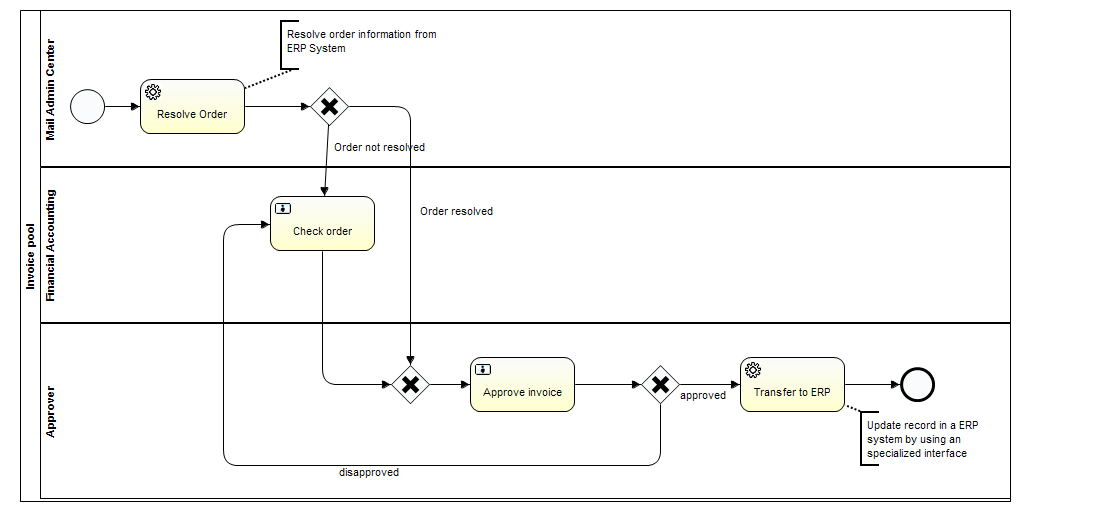 Invoice pool
Mail Admin Center
Resolve order information from
ERP System
Resolve Order
Order not resolved
Financial Accounting
Order resolved
Check order
Approver
Approve invoice
approved
Transfer to ERP
Update record in a ERP
system by using an
specialized interface
disapproved